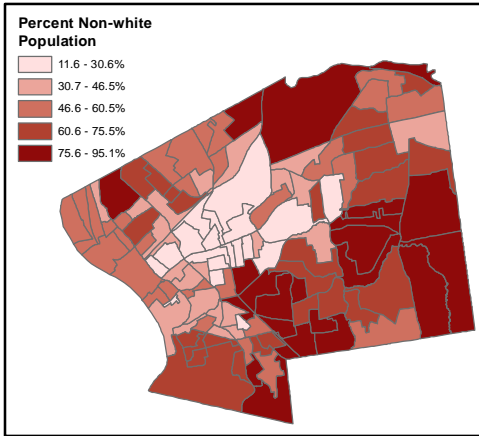 Percent Non-white
Population
11.6 - 30.6%
30.7 - 46.5%
46.6 - 60.5%
60.6 - 75.5%
75.6 - 95.1%